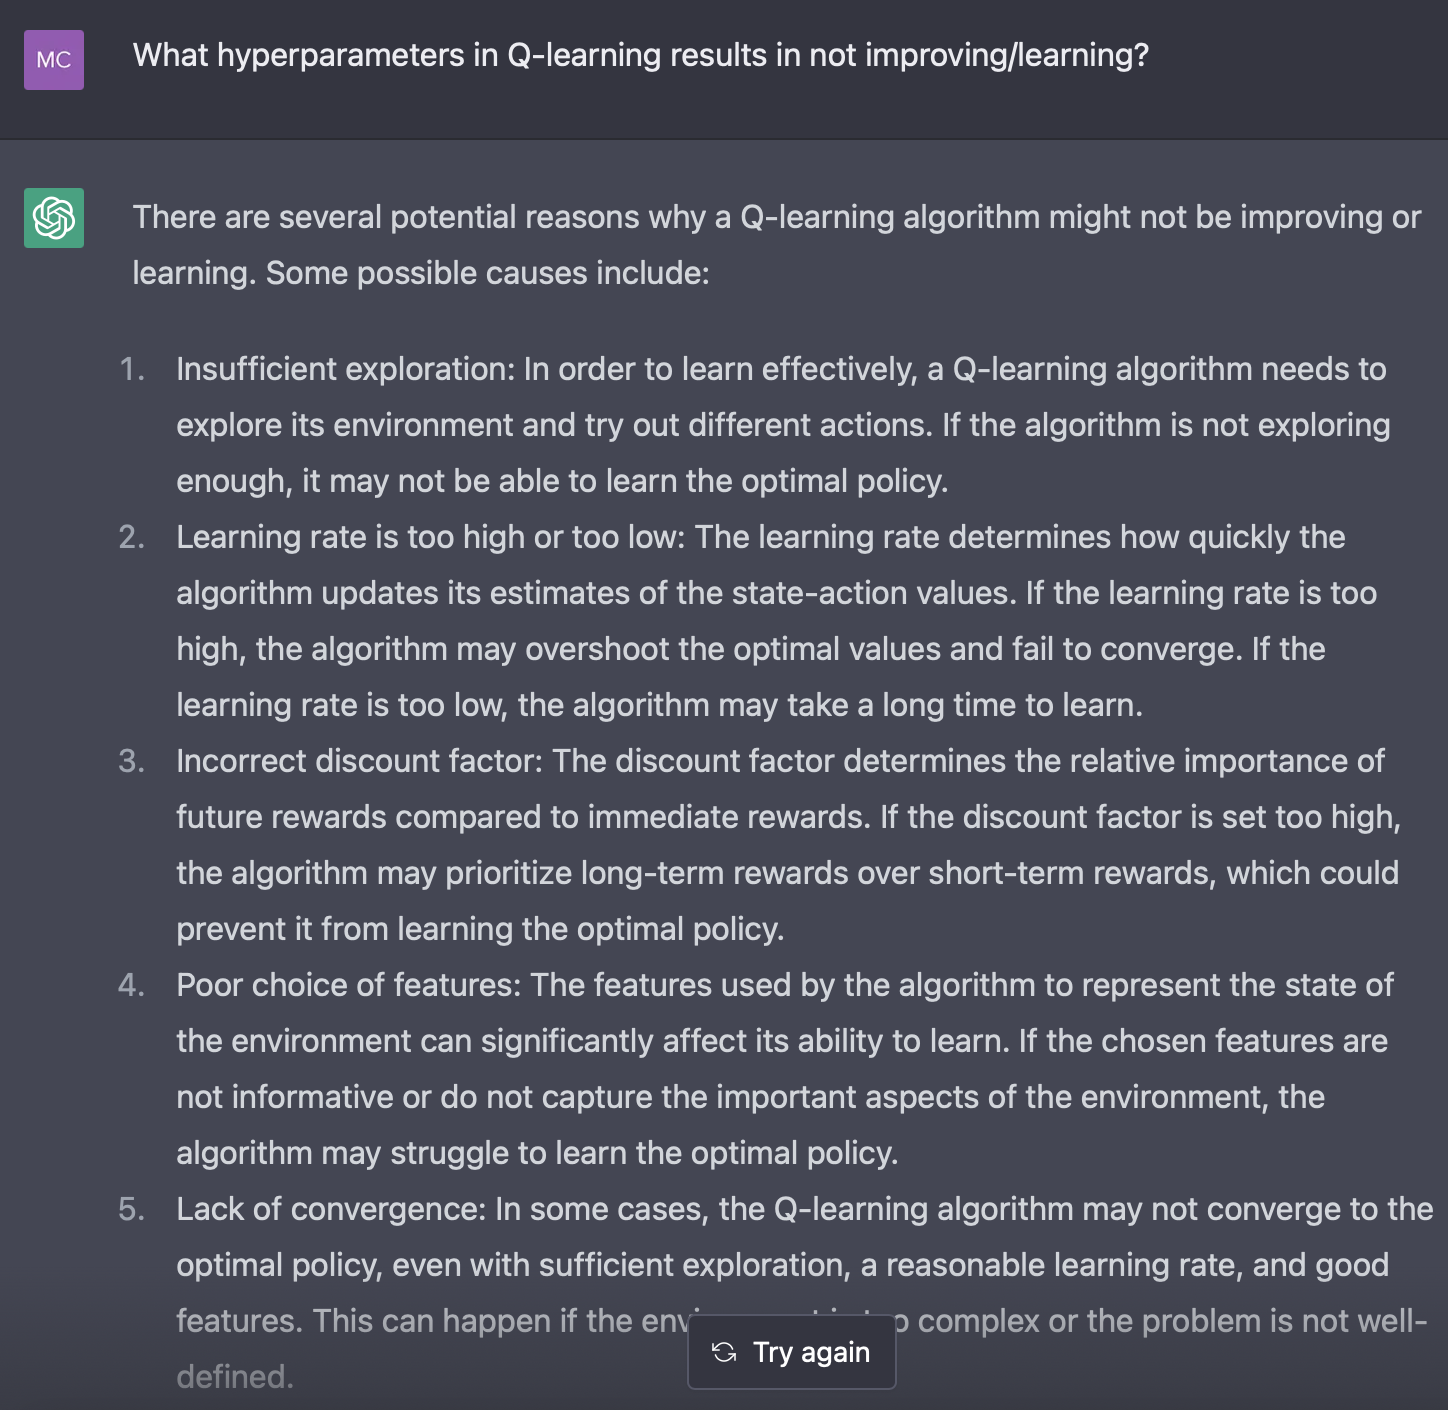 MC
What hyperparameters in Q-learning results in not improving/learning?
There are several potential reasons why a Q-learning algorithm might not be improving or
learning. Some possible causes include:
1. Insufficient exploration: In order to learn effectively, a Q-learning algorithm needs to
explore its environment and try out different actions. If the algorithm is not exploring
enough, it may not be able to learn the optimal policy.
2. Learning rate is too high or too low: The learning rate determines how quickly the
algorithm updates its estimates of the state-action values. If the learning rate is too
high, the algorithm may overshoot the optimal values and fail to converge. If the
learning rate is too low, the algorithm may take a long time to learn.
3. Incorrect discount factor: The discount factor determines the relative importance of
future rewards compared to immediate rewards. If the discount factor is set too high,
the algorithm may prioritize long-term rewards over short-term rewards, which could
prevent it from learning the optimal policy.
4. Poor choice of features: The features used by the algorithm to represent the state of
the environment can significantly affect its ability to learn. If the chosen features are
not informative or do not capture the important aspects of the environment, the
algorithm may struggle to learn the optimal policy.
5. Lack of convergence: In some cases, the Q-learning algorithm may not converge to the
optimal policy, even with sufficient exploration, a reasonable learning rate, and good
features. This can happen if the complex or the problem is not well-
defined.
Try again